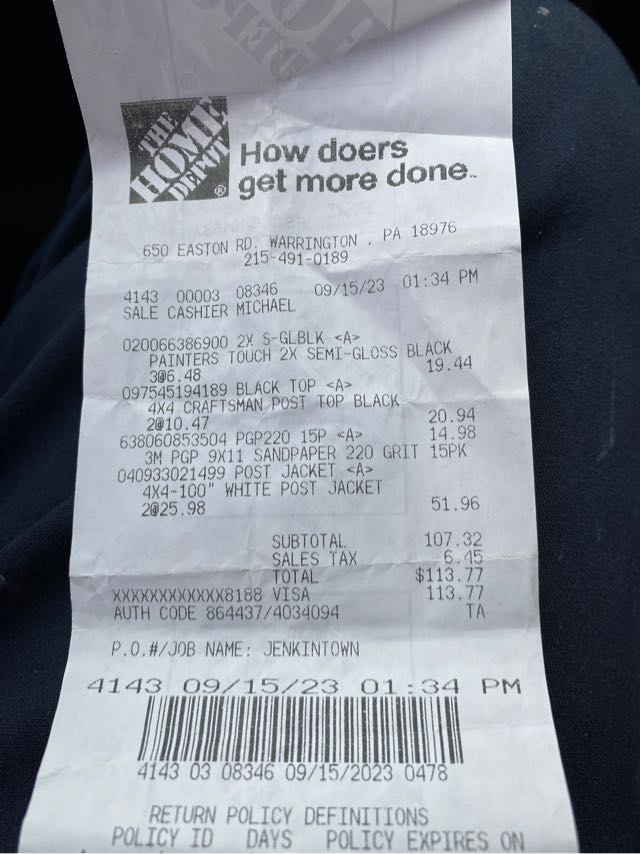 THE
HOME
DEPOT
®
How doers
get more done™
650 EASTON RD. WARRINGTON , PA 18976
215-491-0189
4143 00003 08346 09/15/23 01:34 PM
SALE CASHIER MICHAEL
020066386900 2X S-GLBLK <A>
PAINTERS TOUCH 2X SEMI-GLOSS BLACK
3@6.48 19.44
097545194189 BLACK TOP <A>
4X4 CRAFTSMAN POST TOP BLACK
2@10.47 20.94
638060853504 PGP220 15P <A> 14.98
3M PGP 9X11 SANDPAPER 220 GRIT 15PK
040933021499 POST JACKET <A>
4X4-100" WHITE POST JACKET
2@25.98 51.96
SUBTOTAL 107.32
SALES TAX 6.45
TOTAL $113.77
XXXXXXXXXXXX8188 VISA 113.77
AUTH CODE 864437/4034094 TA
P.O.#/JOB NAME: JENKINTOWN
4143 09/15/23 01:34 PM
4143 03 08346 09/15/2023 0478
RETURN POLICY DEFINITIONS
POLICY ID DAYS POLICY EXPIRES ON